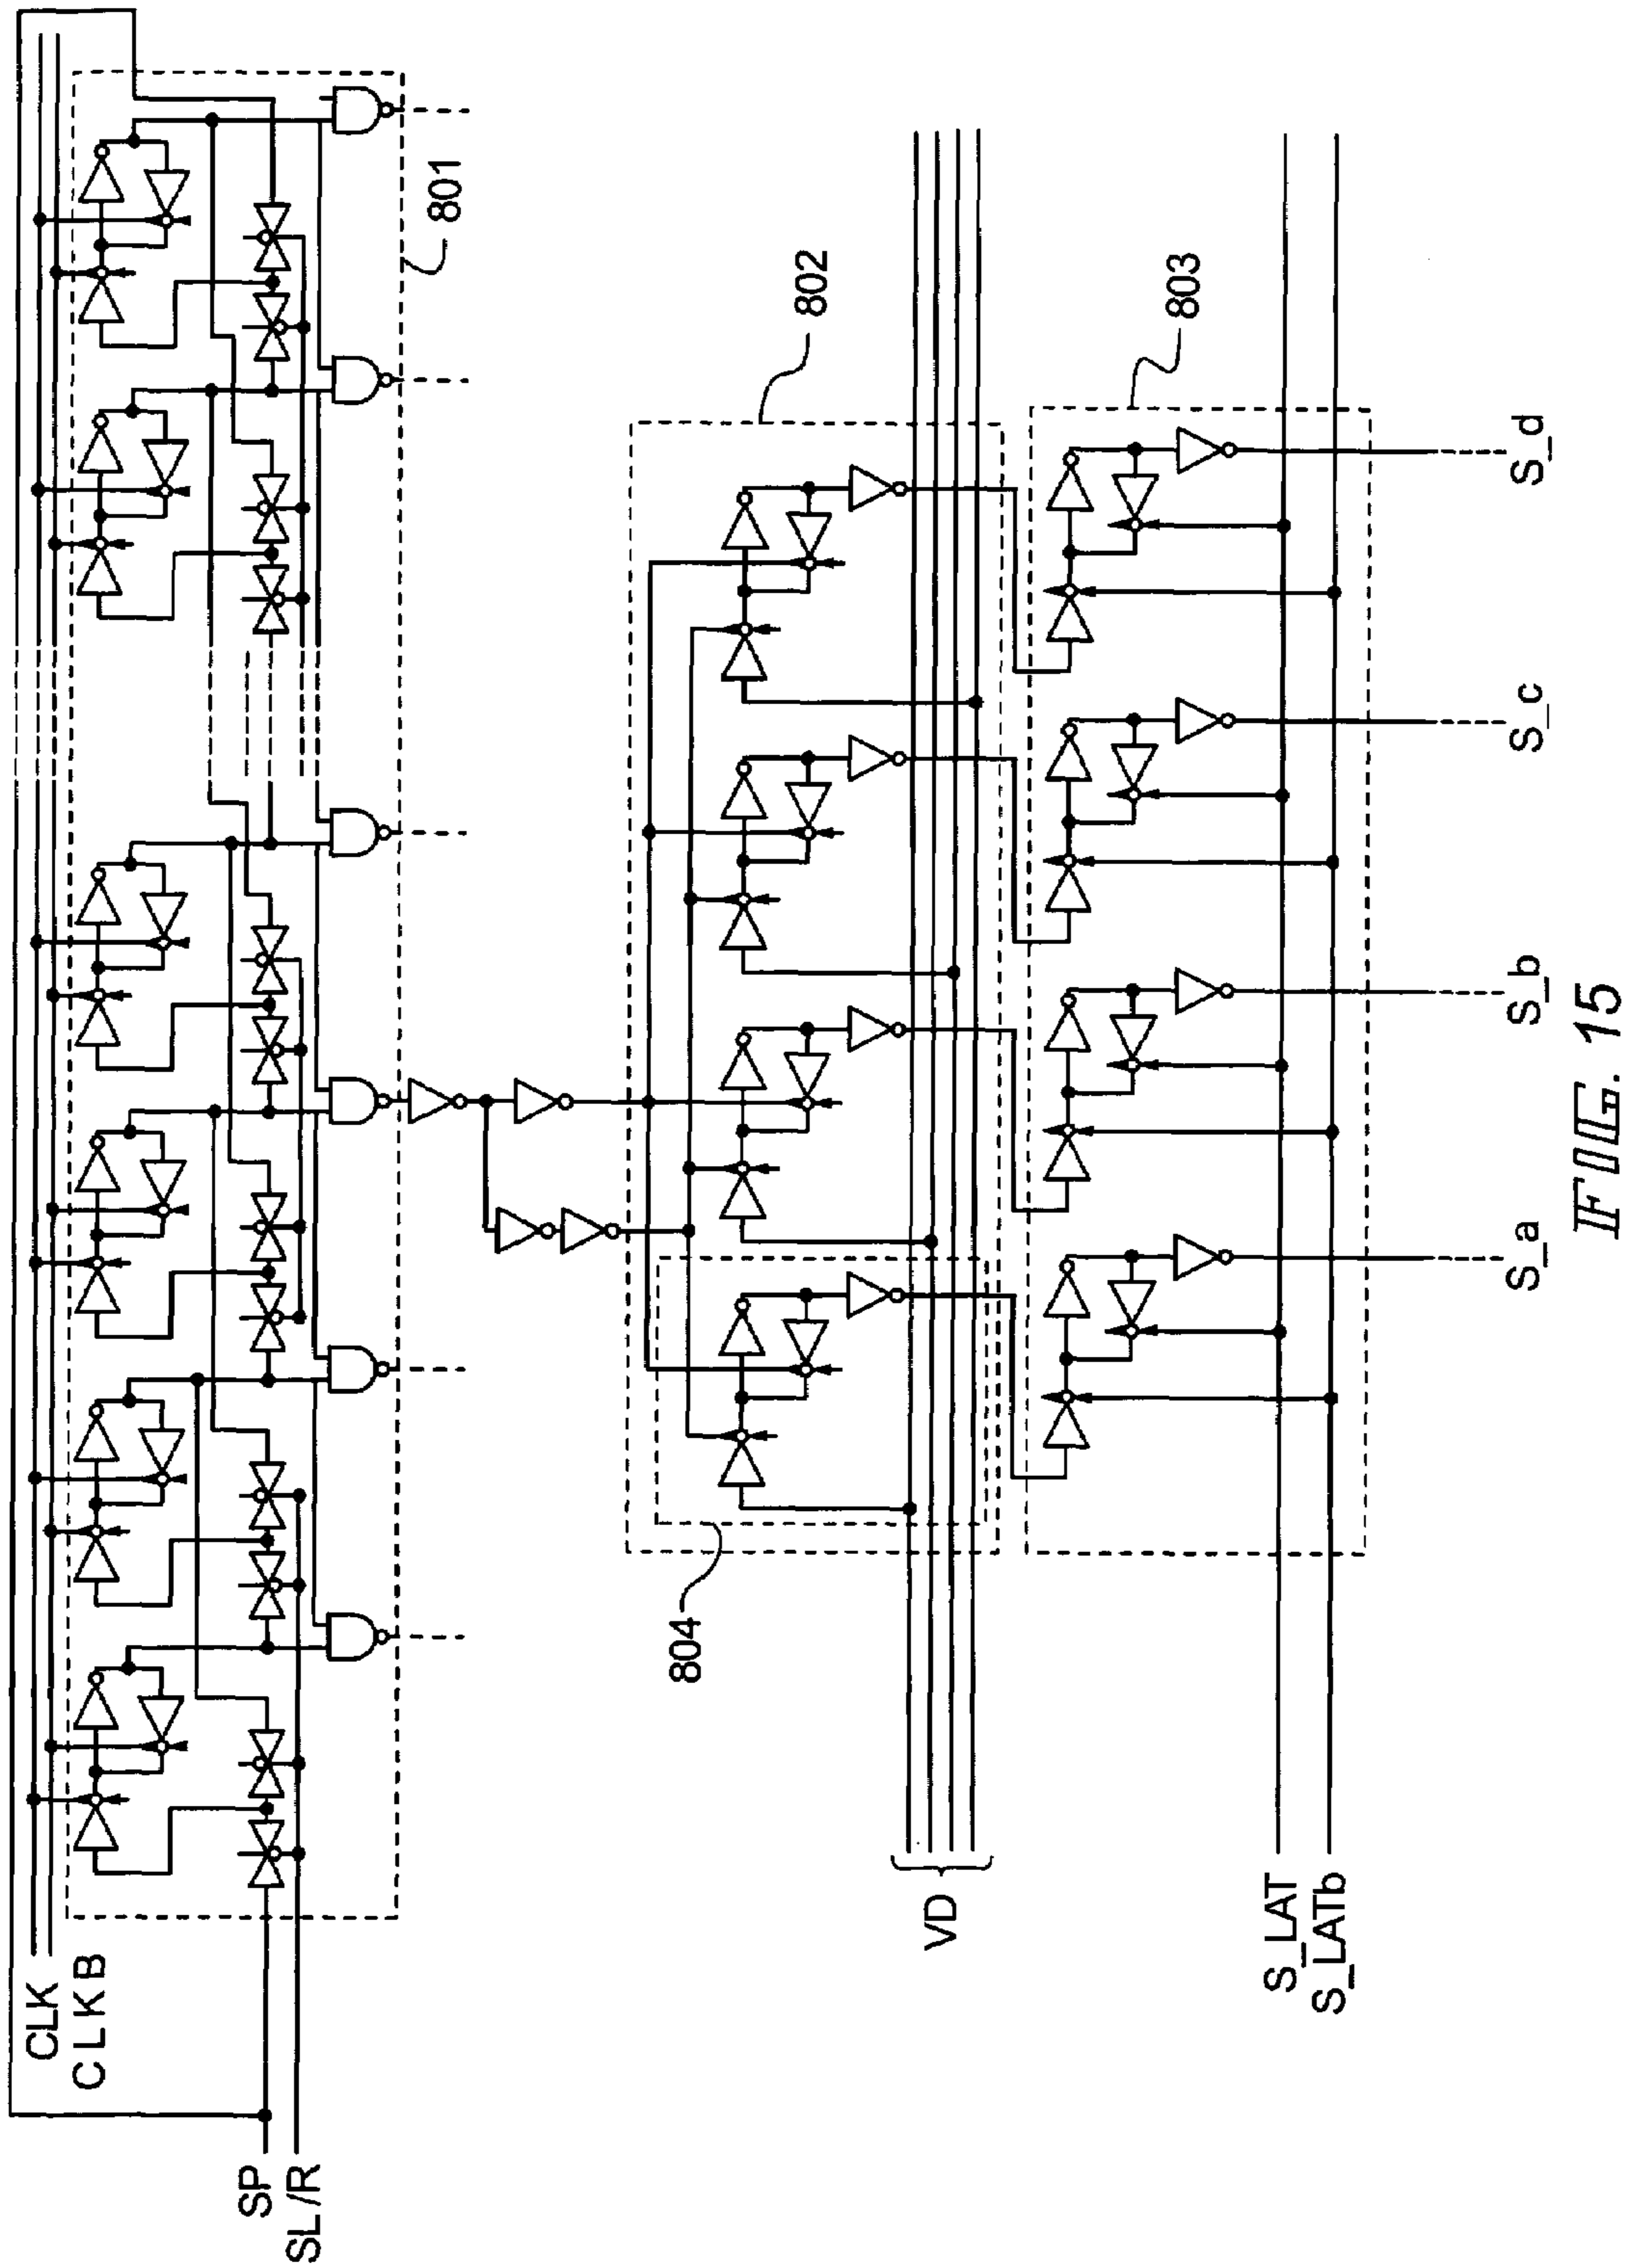 CLK
CLKB
SP
SL/R
801
802
804
VD
803
S_LAT
S_LATb
S_a
S_b
S_c
S_d
FIG. 15